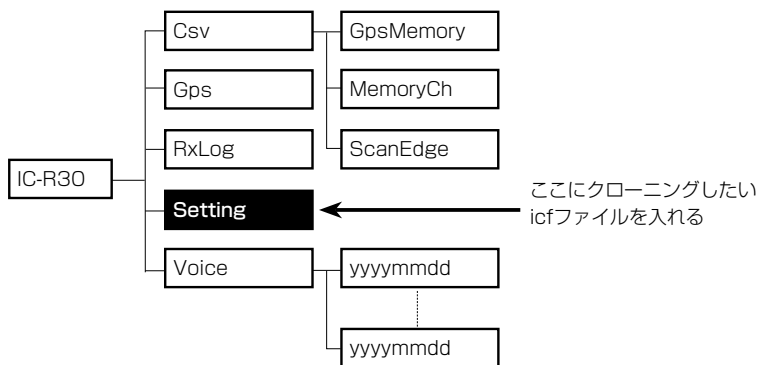 Csv
GpsMemory
Gps
MemoryCh
RxLog
ScanEdge
IC-R30
Setting
ここにクローニングしたい
icfファイルを入れる
Voice
yyyymmdd
yyyymmdd